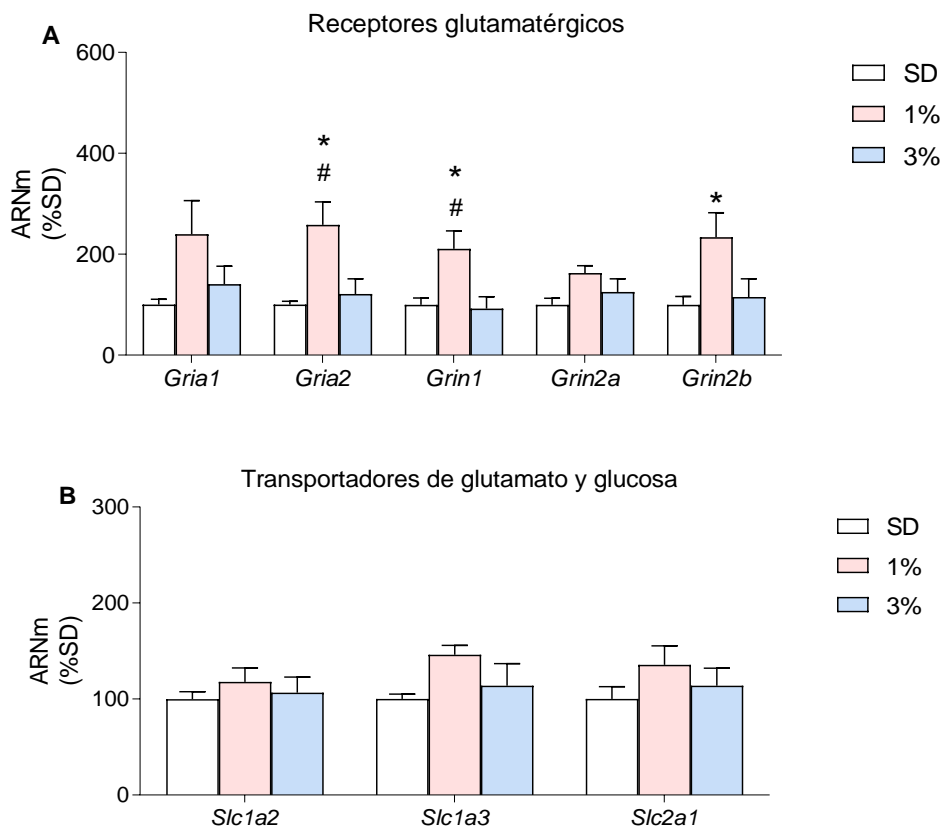 A
Receptores glutamatérgicos
600
400
200
0
ARNm
(%SD)
* * *
# #
Gria1 Gria2 Grin1 Grin2a Grin2b
SD
1%
3%
B
Transportadores de glutamato y glucosa
300
200
100
0
ARNm
(%SD)
Slc1a2 Slc1a3 Slc2a1
SD
1%
3%